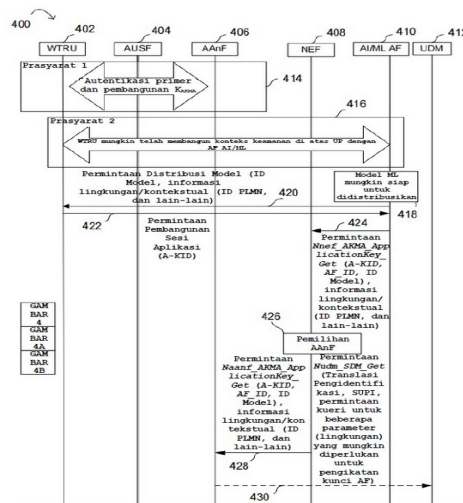 400
402
404
406
408
410
412
WTRU
AUSF
AAnF
NEF
AI/ML AF
UDM
Prasyarat 1
Autentikasi primer
dan pembangunan KAKMA
414
416
Prasyarat 2
WTRU mungkin telah membangun konteks keamanan di atas UP dengan
AF AI/ML
Permintaan Distribusi Model (ID
Model, informasi
lingkungan/kontekstual (ID PLMN,
dan lain-lain)
420
Model ML
mungkin siap
untuk
didistribusikan
418
422
Permintaan
Pembangunan
Sesi
Aplikasi
(A-KID)
424
Permintaan
Nnef_AKMA_App
licationKey_
Get (A-KID,
AF_ID, ID
Model),
informasi
lingkungan/
kontekstual
(ID PLMN, dan
lain-lain)
426
Pemilihan
AAnF
GAM
BAR
4
GAM
BAR
4A
GAM
BAR
4B
Permintaan
Naanf_AKMA_App
licationKey_Ge
t (A-KID,
AF_ID, ID
Model),
informasi
lingkungan/kon
tekstual (ID
PLMN, dan
lain-lain)
428
Permintaan
Nudm_SDM_Get
(Translasi
Pengidentifi
kasi, SUPI,
permintaan
kueri untuk
beberapa
parameter
(lingkungan)
yang mungkin
diperlukan
untuk
pengikatan
kunci AF)
430